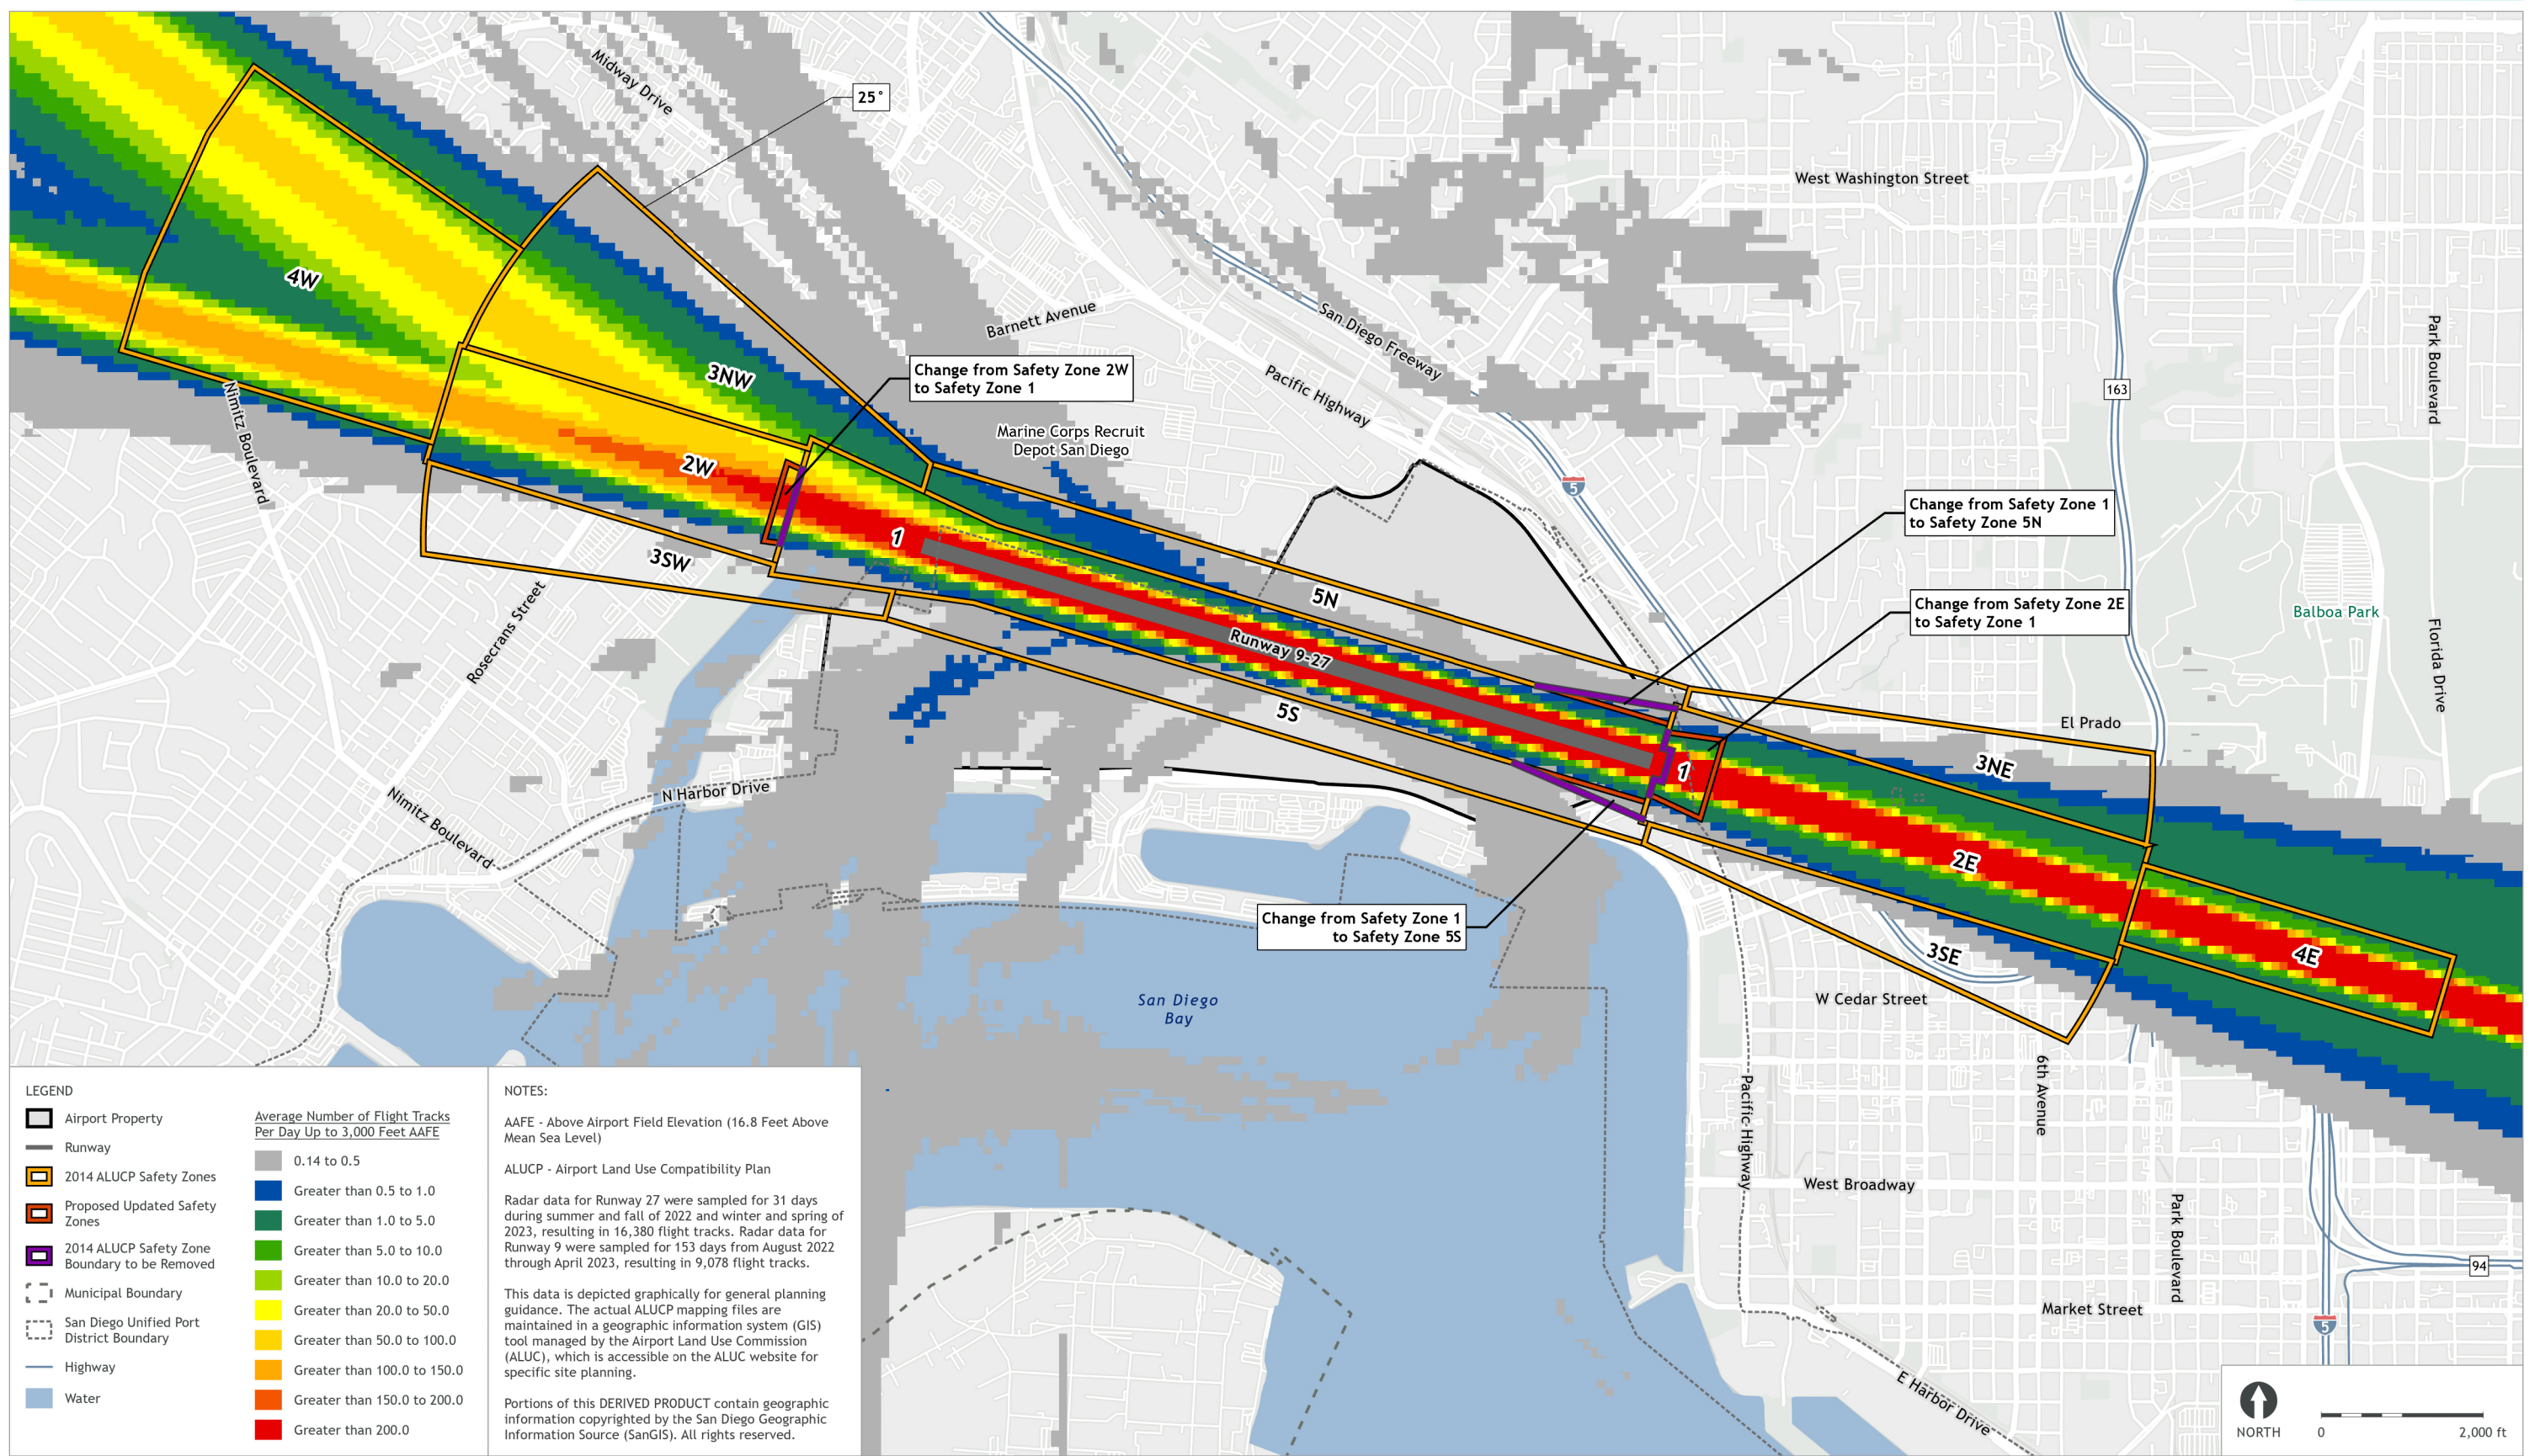 Midway Drive
25°
West Washington Street
4W
Barnett Avenue
San Diego Freeway
Park Boulevard
Pacific Highway
163
3NW
Change from Safety Zone 2W
to Safety Zone 1
Nimitz Boulevard
Marine Corps Recruit
Depot San Diego
2W
5
Change from Safety Zone 1
to Safety Zone 5N
1
3SW
5N
Change from Safety Zone 2E
to Safety Zone 1
Balboa Park
Florida Drive
Rosecrans Street
Runway 9-27
5S
El Prado
3NE
1
N Harbor Drive
Nimitz Boulevard
2E
Change from Safety Zone 1
to Safety Zone 5S
3SE
4E
San Diego
Bay
W Cedar Street
6th Avenue
Pacific Highway
West Broadway
Park Boulevard
94
Market Street
5
E Harbor Drive
LEGEND
Airport Property
Runway
2014 ALUCP Safety Zones
Proposed Updated Safety
Zones
2014 ALUCP Safety Zone
Boundary to be Removed
Municipal Boundary
San Diego Unified Port
District Boundary
Highway
Water
Average Number of Flight Tracks
Per Day Up to 3,000 Feet AAFE
0.14 to 0.5
Greater than 0.5 to 1.0
Greater than 1.0 to 5.0
Greater than 5.0 to 10.0
Greater than 10.0 to 20.0
Greater than 20.0 to 50.0
Greater than 50.0 to 100.0
Greater than 100.0 to 150.0
Greater than 150.0 to 200.0
Greater than 200.0
NOTES:
AAFE - Above Airport Field Elevation (16.8 Feet Above
Mean Sea Level)
ALUCP - Airport Land Use Compatibility Plan
Radar data for Runway 27 were sampled for 31 days
during summer and fall of 2022 and winter and spring of
2023, resulting in 16,380 flight tracks. Radar data for
Runway 9 were sampled for 153 days from August 2022
through April 2023, resulting in 9,078 flight tracks.
This data is depicted graphically for general planning
guidance. The actual ALUCP mapping files are
maintained in a geographic information system (GIS)
tool managed by the Airport Land Use Commission
(ALUC), which is accessible on the ALUC website for
specific site planning.
Portions of this DERIVED PRODUCT contain geographic
information copyrighted by the San Diego Geographic
Information Source (SanGIS). All rights reserved.
NORTH
0
2,000 ft